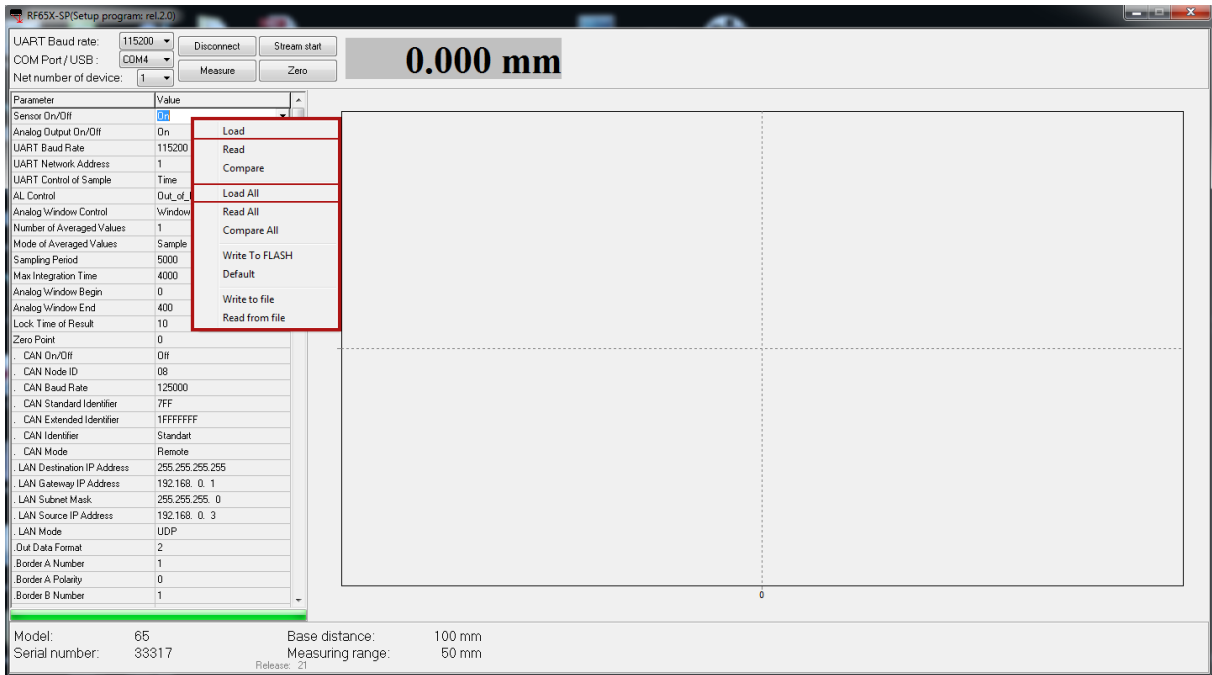 RF65X-SP(Setup program: rel.2.0)
UART Baud rate: 115200 Disconnect Stream start
COM Port / USB : COM4
Net number of device: 1 Measure Zero
0.000 mm
Parameter Value
Sensor On/Off On
Analog Output On/Off On
UART Baud Rate 115200
UART Network Address 1
UART Control of Sample Time
AL Control Out_of_
Analog Window Control Window
Number of Averaged Values 1
Mode of Averaged Values Sample
Sampling Period 5000
Max Integration Time 4000
Analog Window Begin 0
Analog Window End 400
Lock Time of Result 10
Zero Point 0
. CAN On/Off Off
. CAN Node ID 08
. CAN Baud Rate 125000
. CAN Standard Identifier 7FF
. CAN Extended Identifier 1FFFFFFF
. CAN Identifier Standart
. CAN Mode Remote
. LAN Destination IP Address 255.255.255.255
. LAN Gateway IP Address 192.168. 0. 1
. LAN Subnet Mask 255.255.255. 0
. LAN Source IP Address 192.168. 0. 3
. LAN Mode UDP
.Out Data Format 2
.Border A Number 1
.Border A Polarity 0
.Border B Number 1
Load
Read
Compare
Load All
Read All
Compare All
Write To FLASH
Default
Write to file
Read from file
0
Model: 65 Base distance: 100 mm
Serial number: 33317 Measuring range: 50 mm
Release: 21